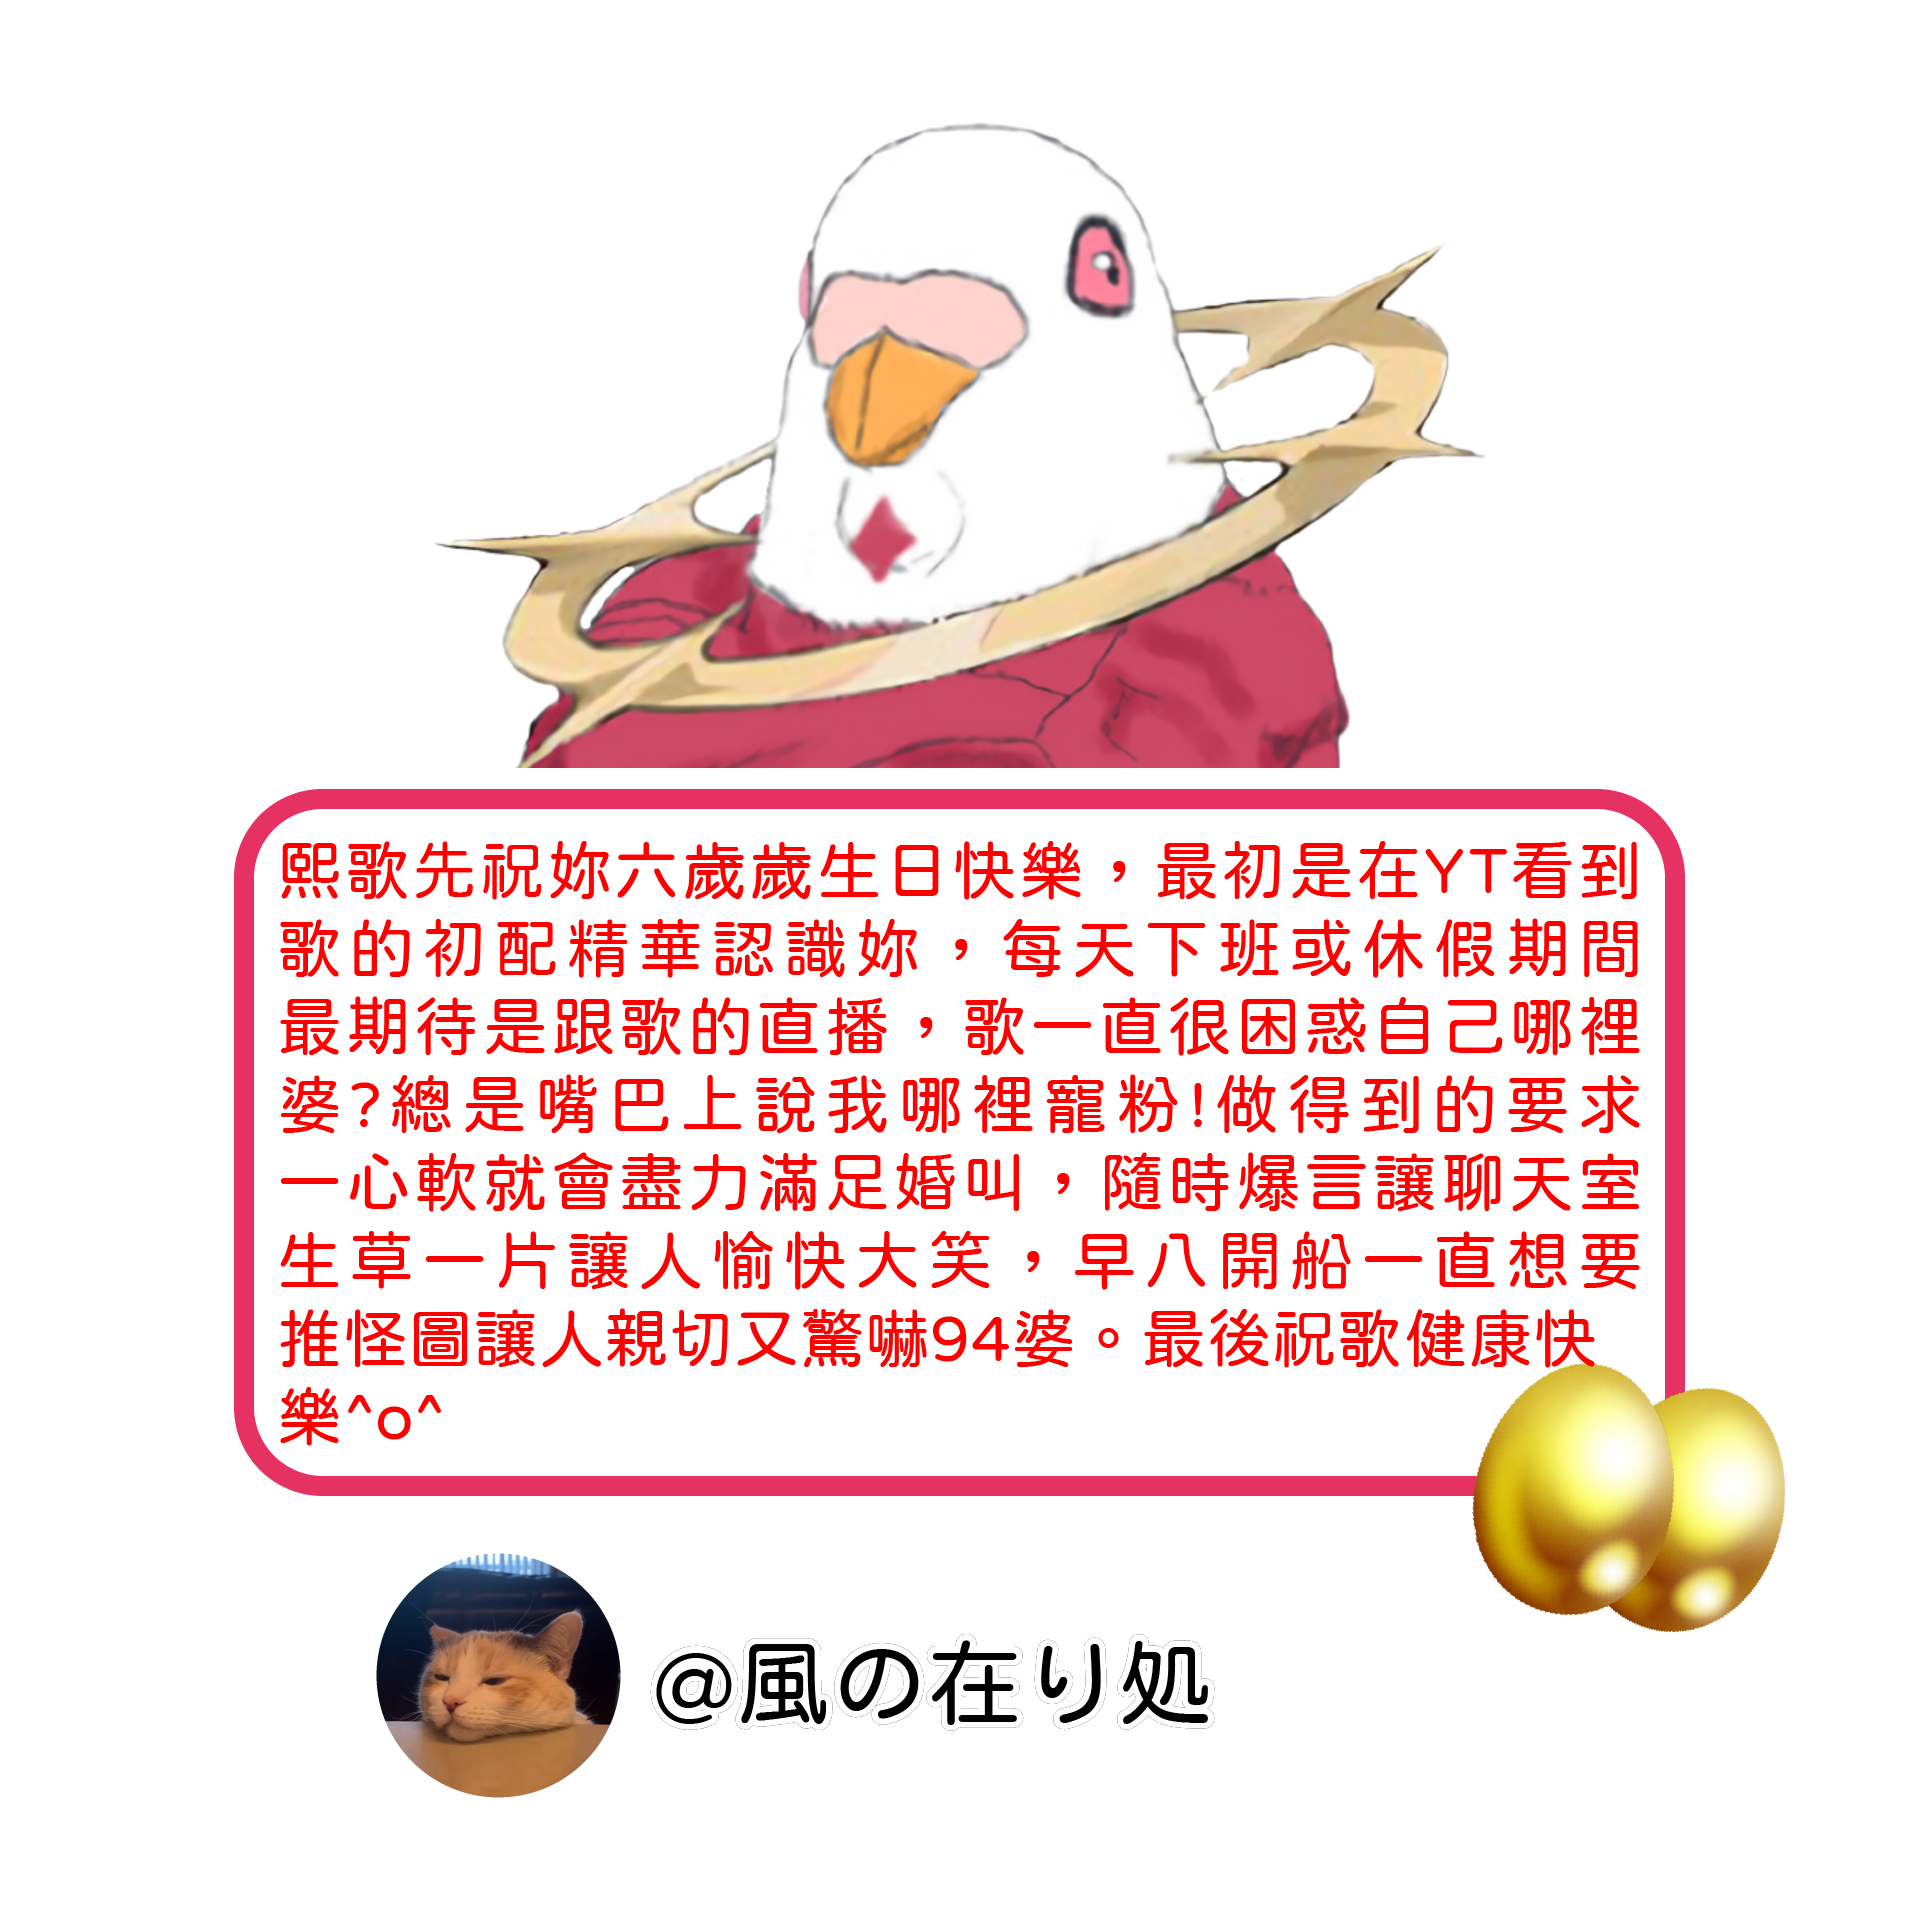 熙歌先祝妳六歲歲生日快樂，最初是在YT看到
歌的初配精華認識妳，每天下班或休假期間
最期待是跟歌的直播，歌一直很困惑自己哪裡
婆?總是嘴巴上說我哪裡寵粉!做得到的要求
一心軟就會盡力滿足婚叫，隨時爆言讓聊天室
生草一片讓人愉快大笑，早八開船一直想要
推怪圖讓人親切又驚嚇94婆。最後祝歌健康快
樂^o^
@風の在り処